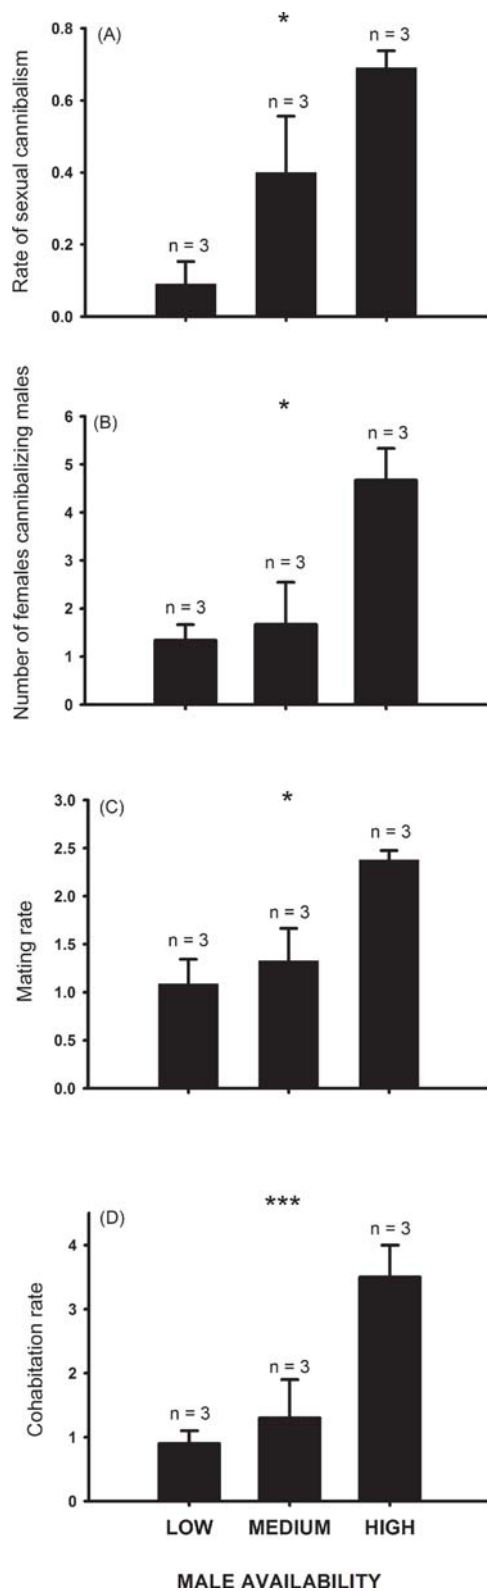 (A)
*
n = 3
n = 3
n = 3
0.8
0.6
0.4
0.2
0.0
Rate of sexual cannibalism
(B)
*
n = 3
n = 3
n = 3
6
5
4
3
2
1
0
Number of females cannibalizing males
(C)
*
n = 3
n = 3
n = 3
3.0
2.5
2.0
1.5
1.0
0.5
0.0
Mating rate
(D)
***
n = 3
n = 3
n = 3
4
3
2
1
0
Cohabitation rate
LOW MEDIUM HIGH
MALE AVAILABILITY